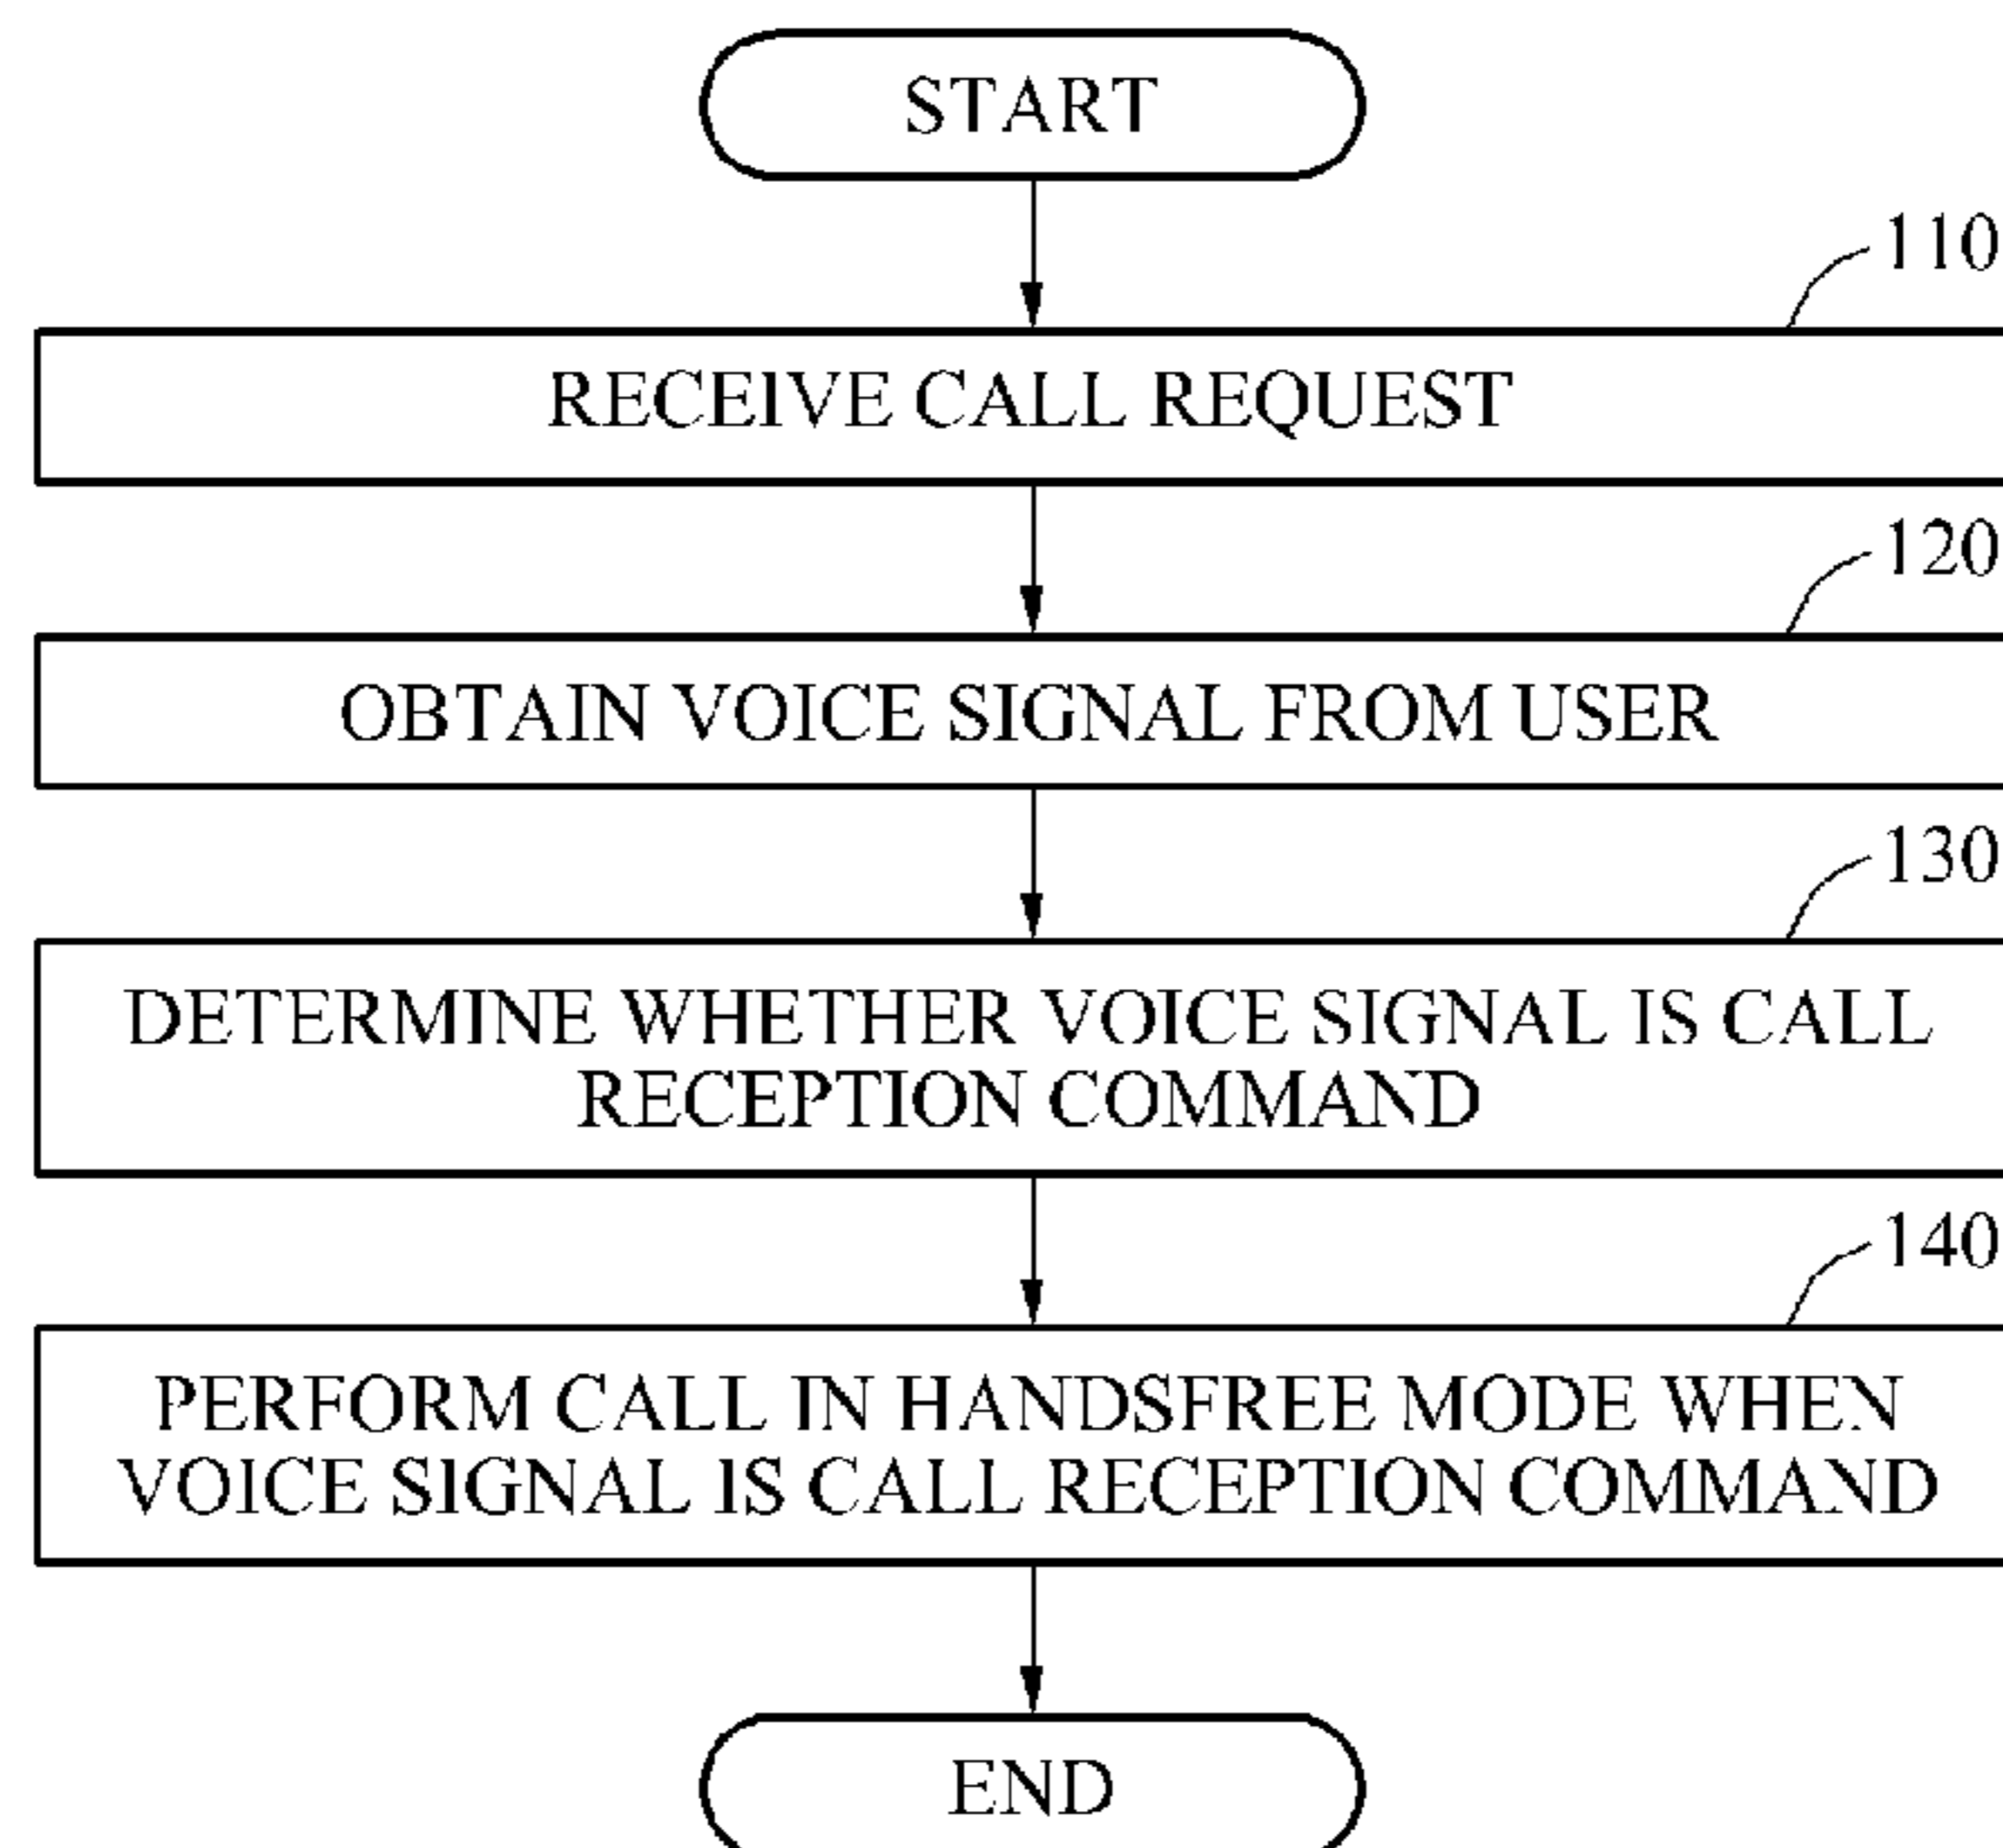 START
110
RECEIVE CALL REQUEST
120
OBTAIN VOICE SIGNAL FROM USER
130
DETERMINE WHETHER VOICE SIGNAL IS CALL
RECEPTION COMMAND
140
PERFORM CALL IN HANDSFREE MODE WHEN
VOICE SIGNAL IS CALL RECEPTION COMMAND
END